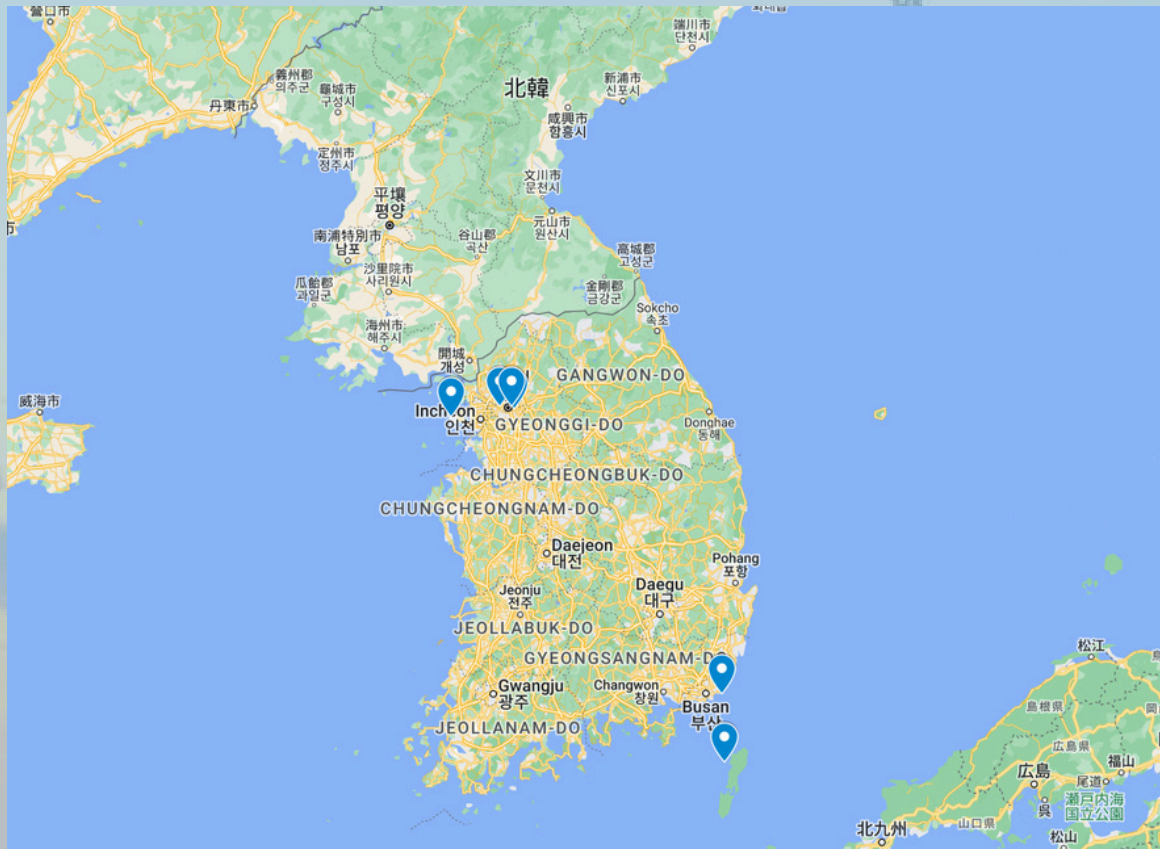 營口市
端川市
단천시
義州郡
의주군
龜城市
구성시
北韓
新浦市
신포시
丹東市
咸興市
함흥시
定州市
정주시
文川市
문천시
平壤
평양
元山市
원산시
南浦特別市
남포
谷山郡
곡산
高城郡
고성군
沙里院市
사리원시
瓜飴郡
과일군
金剛郡
금강군
Sokcho
속초
海州市
해주시
開城
개성
GANGWON-DO
威海市
Incheon
인천
GYEONGGI-DO
Donghae
동해
CHUNGCHEONGBUK-DO
CHUNGCHEONGNAM-DO
Daejeon
대전
Pohang
포항
Daegu
대구
Jeonju
전주
JEOLLABUK-DO
松江
GYEONGSANGNAM-DO
Gwangju
광주
Changwon
창원
Busan
부산
島根県
JEOLLANAM-DO
広島県
福山
広島
尾道
呉
瀬戸内海
国立公園
山口県
北九州
松山